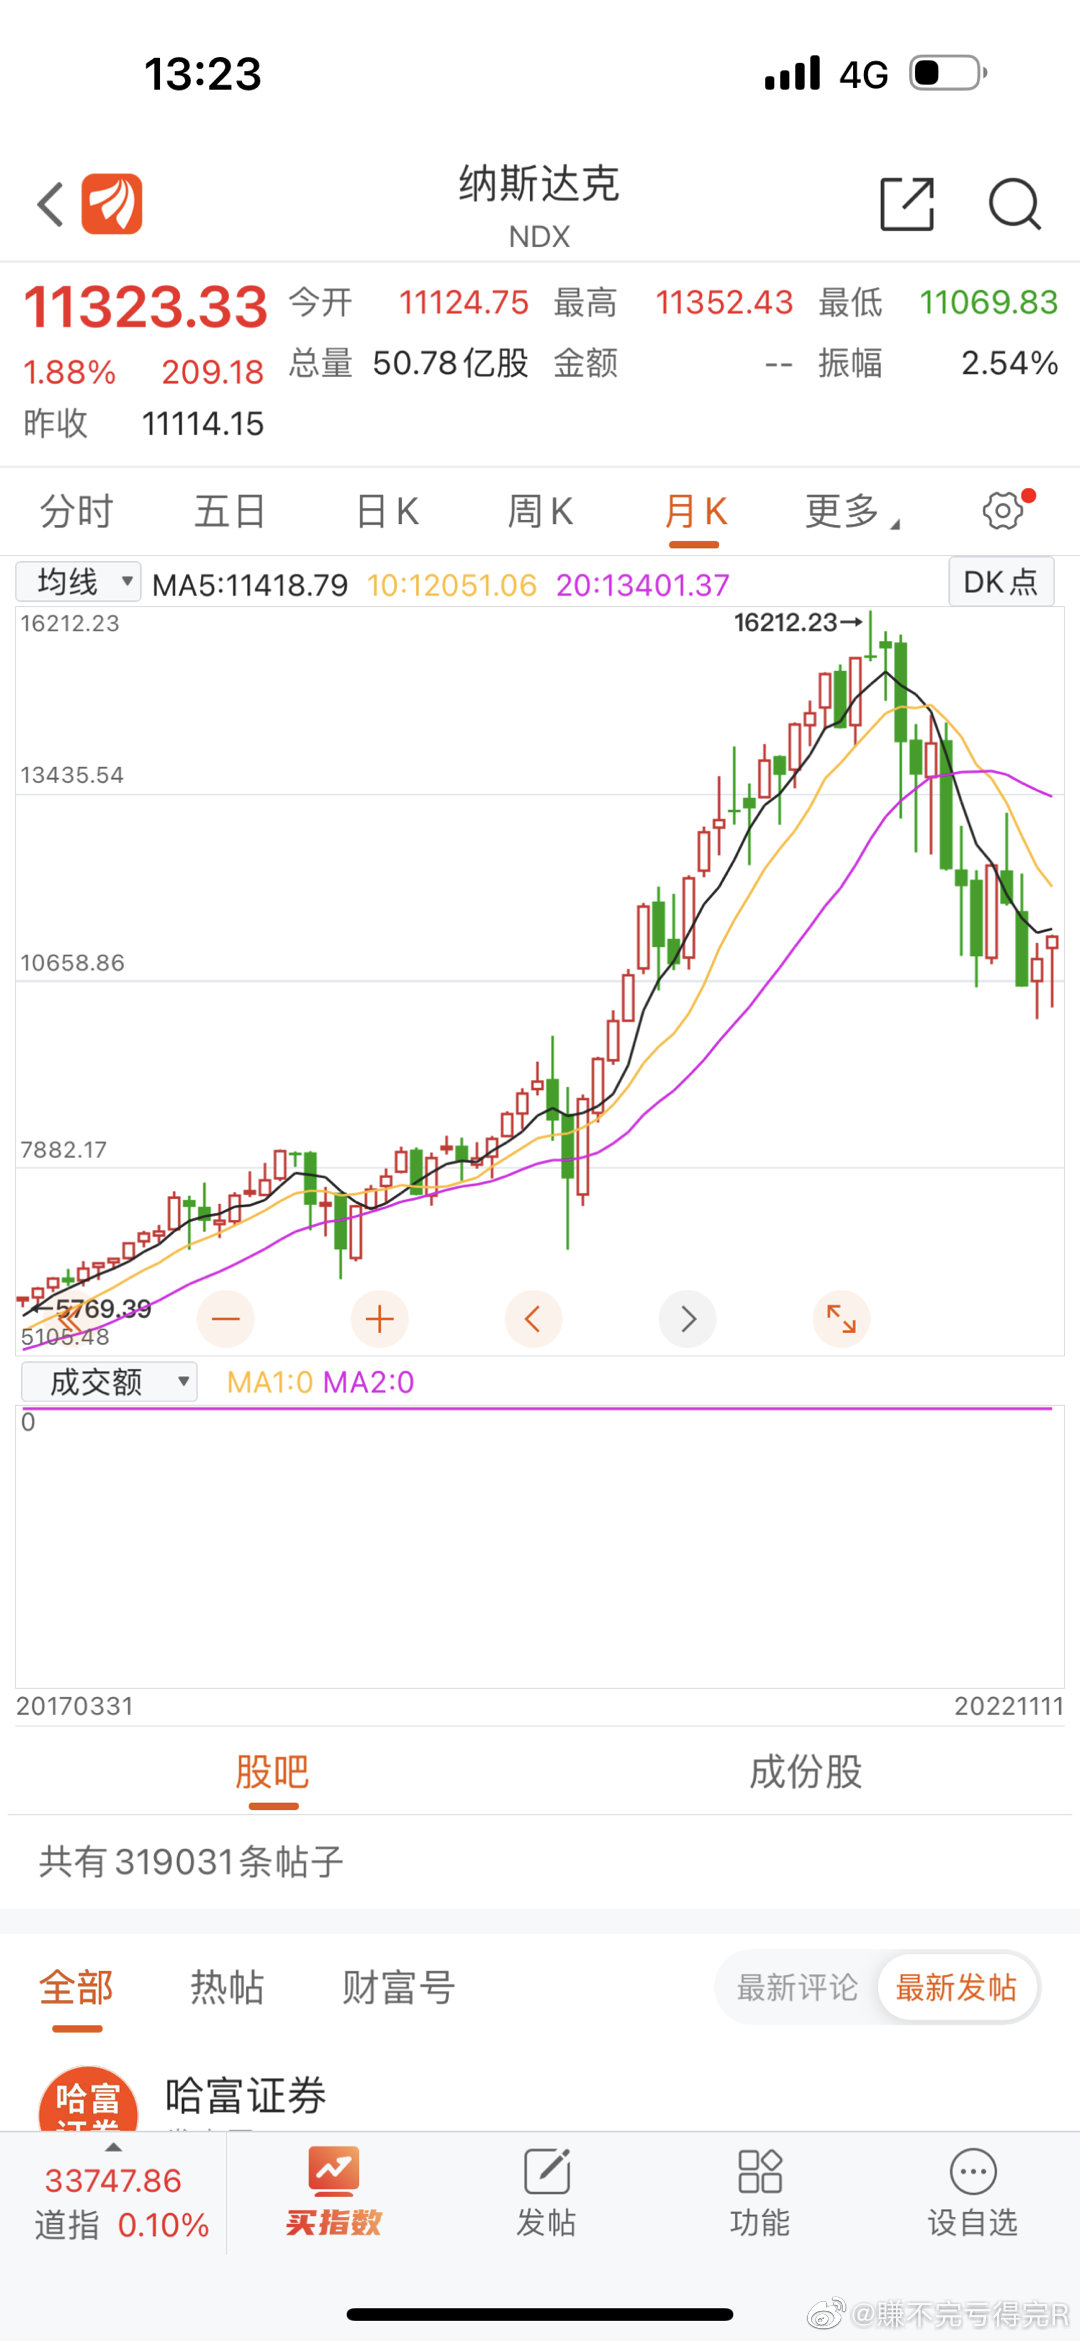 13:23 4G
纳斯达克
NDX
11323.33 今开 11124.75 最高 11352.43 最低 11069.83
1.88% 209.18 总量 50.78亿股 金额 -- 振幅 2.54%
昨收 11114.15
分时 五日 日K 周K 月K 更多
均线 MA5:11418.79 10:12051.06 20:13401.37 DK点
16212.23 16212.23→
13435.54
10658.86
7882.17
←5769.39
5105.48
成交额 MA1:0 MA2:0
0
20170331 20221111
股吧 成份股
共有319031条帖子
全部 热帖 财富号 最新评论 最新发帖
哈富 哈富证券
证券
33747.86
道指 0.10% 买指数 发帖 功能 设自选
@賺不完亏得完R